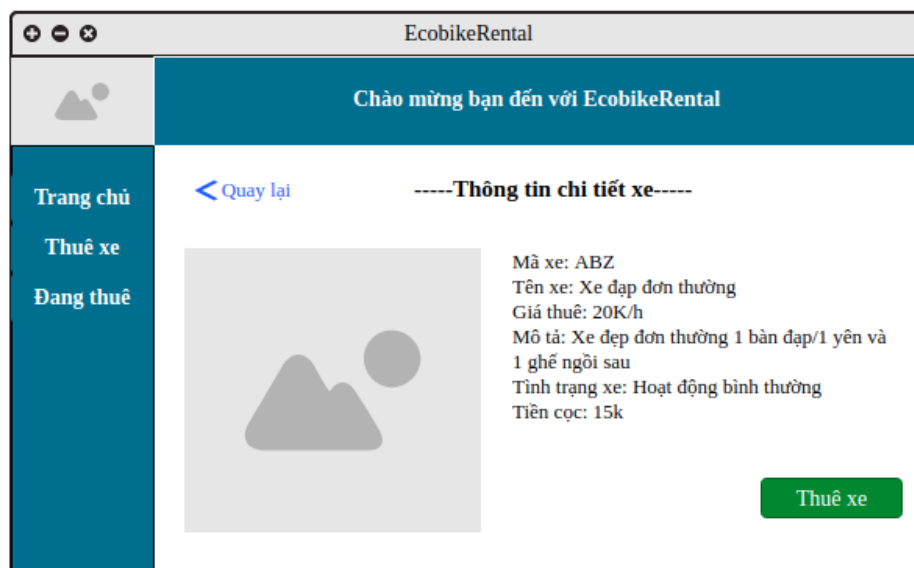 EcobikeRental
Chào mừng bạn đến với EcobikeRental
Trang chủ
Thuê xe
Đang thuê
Quay lại
-----Thông tin chi tiết xe-----
Mã xe: ABZ
Tên xe: Xe đạp đơn thường
Giá thuê: 20K/h
Mô tả: Xe đẹp đơn thường 1 bàn đạp/1 yên và
1 ghế ngồi sau
Tình trạng xe: Hoạt động bình thường
Tiền cọc: 15k
Thuê xe